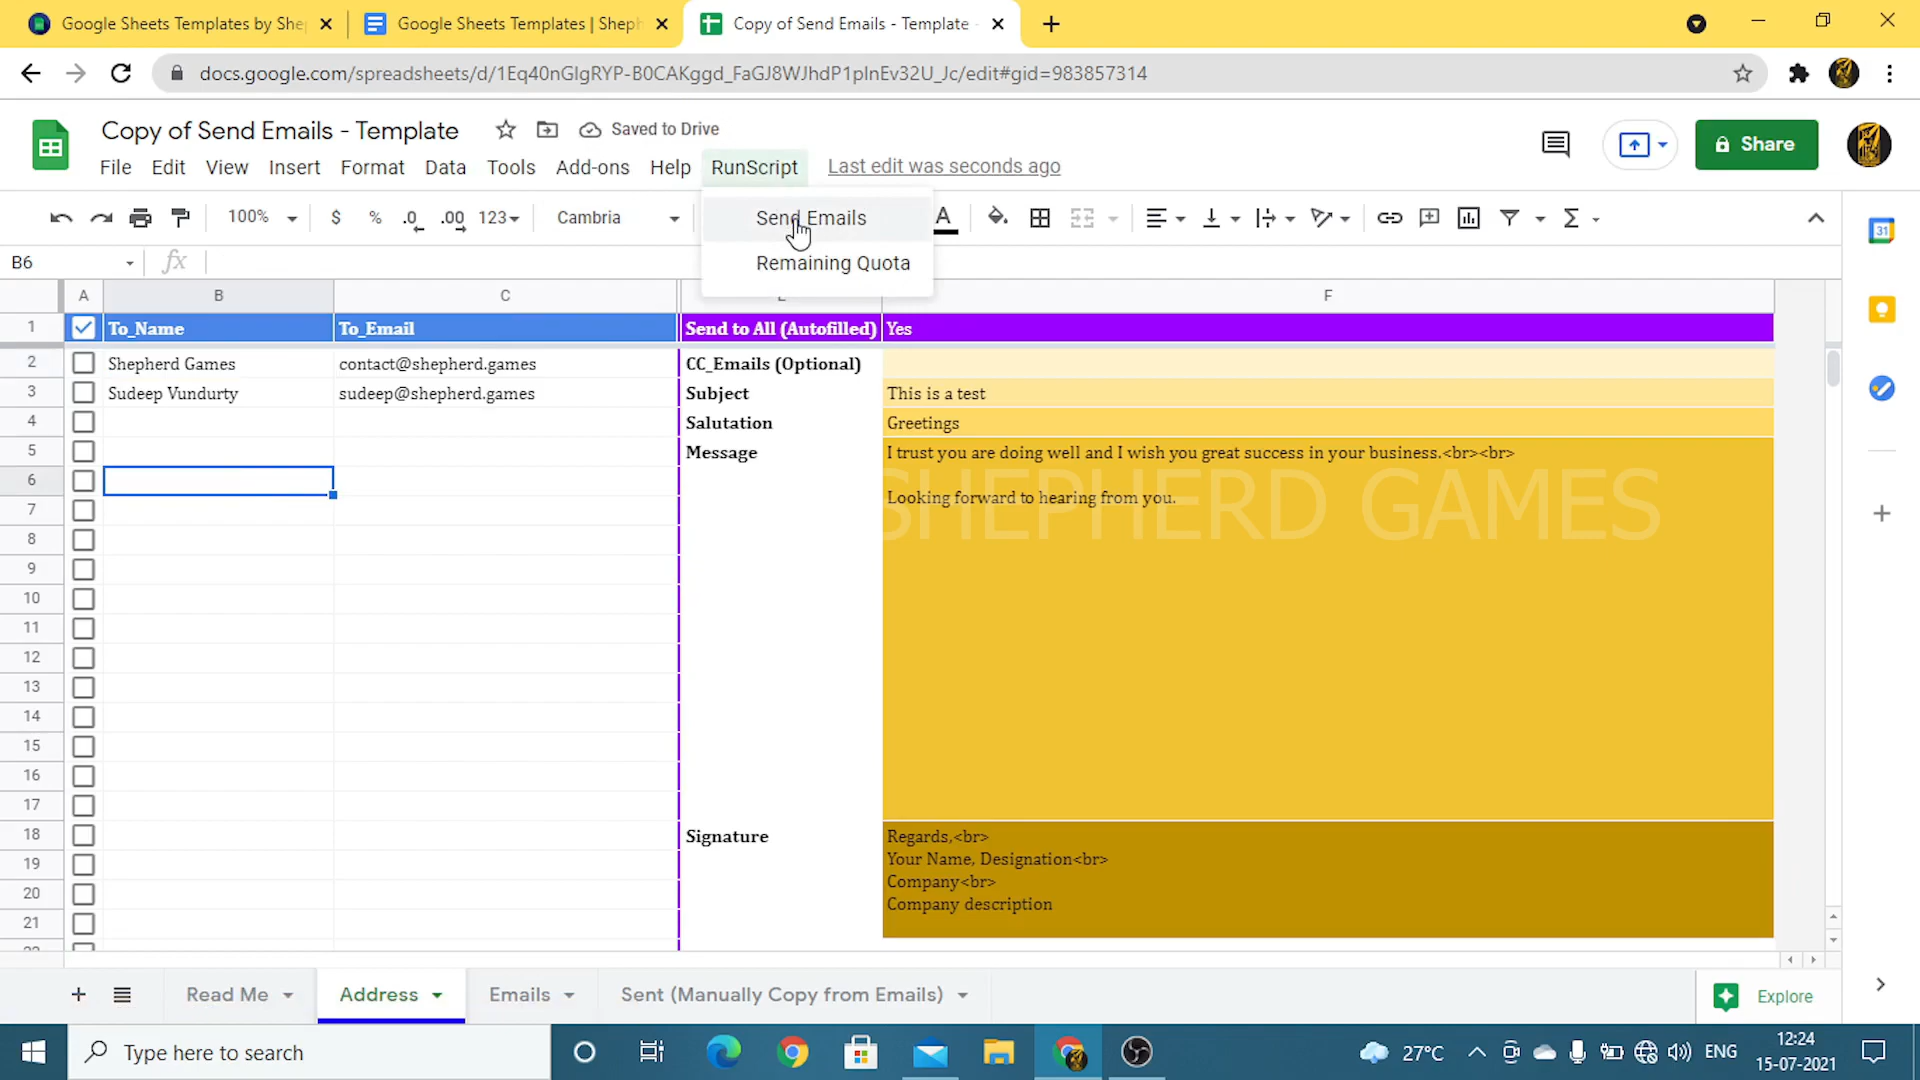 Google Sheets Templates by She
Google Sheets Templates | Sheph
Copy of Send Emails - Template -
docs.google.com/spreadsheets/d/1Eq40nGIgRYP-B0CAKggd_FaGJ8WJhdP1pInEv32U_Jc/edit#gid=983857314
Copy of Send Emails - Template
Saved to Drive
Share
File Edit View Insert Format Data Tools Add-ons Help RunScript Last edit was seconds ago
100% $ % .0 .00 123 Cambria A Σ
Send Emails
Remaining Quota
31
B6 fx
A B C F
1 To_Name To_Email Send to All (Autofilled) Yes
2 Shepherd Games contact@shepherd.games CC_Emails (Optional)
3 Sudeep Vundurty sudeep@shepherd.games Subject This is a test
4 Salutation Greetings
5 Message I trust you are doing well and I wish you great success in your business.<br><br>
6
7 Looking forward to hearing from you.
SHEPHERD GAMES
8
9
10
11
12
13
14
15
16
17
18 Signature Regards,<br>
19 Your Name, Designation<br>
20 Company<br>
21 Company description
Read Me Address Emails Sent (Manually Copy from Emails) Explore
Type here to search
27°C ENG
12:24
15-07-2021